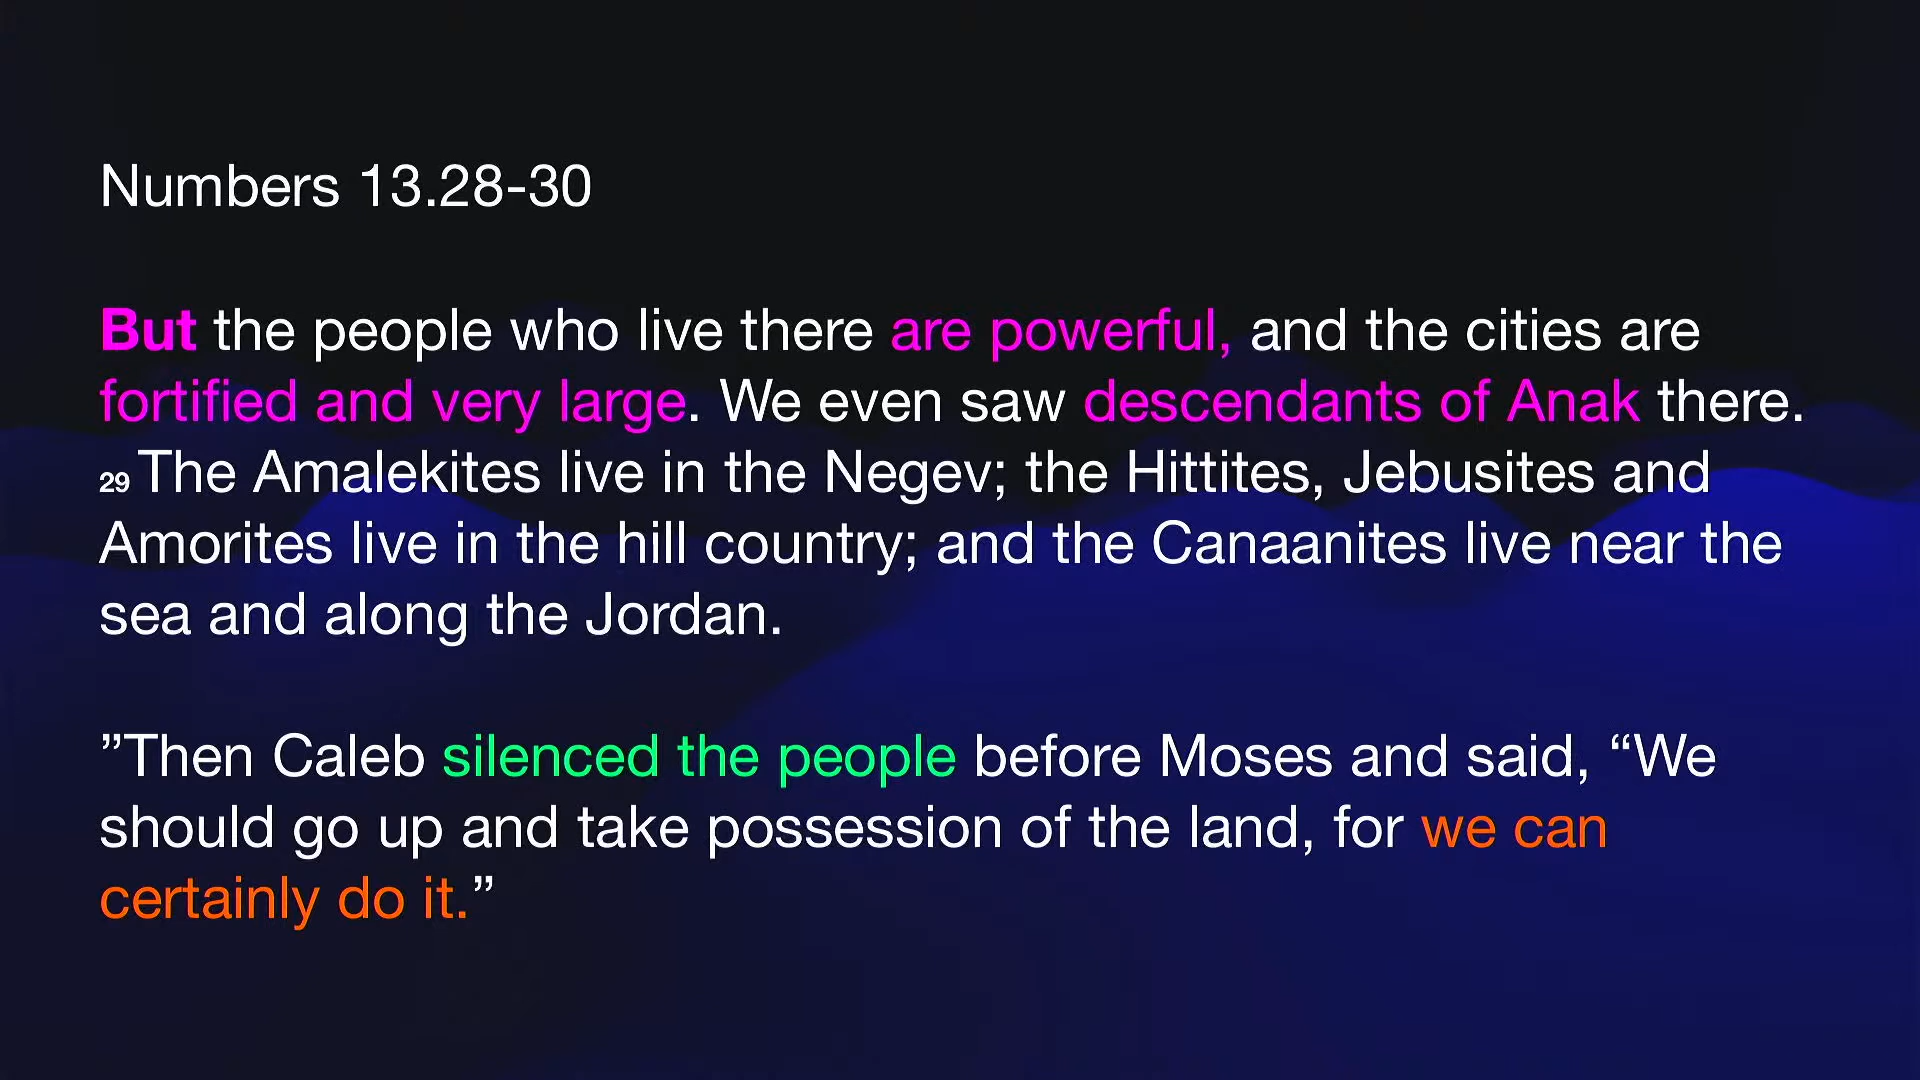 Numbers 13.28-30
But the people who live there are powerful, and the cities are
fortified and very large. We even saw descendants of Anak there.
29 The Amalekites live in the Negev; the Hittites, Jebusites and
Amorites live in the hill country; and the Canaanites live near the
sea and along the Jordan.
”Then Caleb silenced the people before Moses and said, “We
should go up and take possession of the land, for we can
certainly do it.”